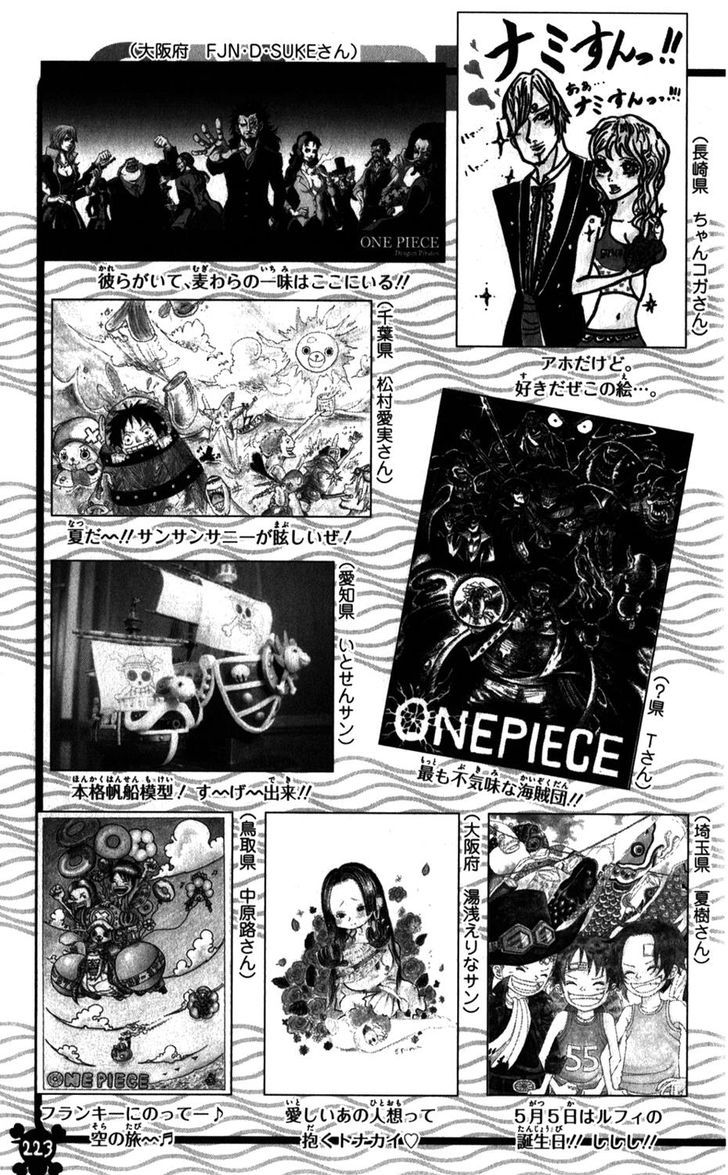 (大阪府 FJN・D・SUKEさん)
ONE PIECE
Dragon Pirates
彼らがいて、麦わらの一味はここにいる!!
ナミすんっ!!
おぁ…
ナミすんっっ!!!
(長崎県 ちゃんコガさん)
アホだけど。
好きだぜこの絵…。
(千葉県 松村愛実さん)
夏だ〜〜!! サンサンサニーが眩しいぜ!
ONE PIECE
(?県 Tさん)
最も不気味な海賊団!!
(愛知県 いとせんサン)
本格帆船模型! す〜げ〜出来!!
ONE PIECE
(鳥取県 中原路さん)
フランキーにのってー♪
空の旅〜〜♬
(大阪府 湯浅えりなサン)
愛しいあの人想って
抱くトナカイ♡
55
(埼玉県 夏樹さん)
5月5日はルフィの
誕生日!! ししし!!
223